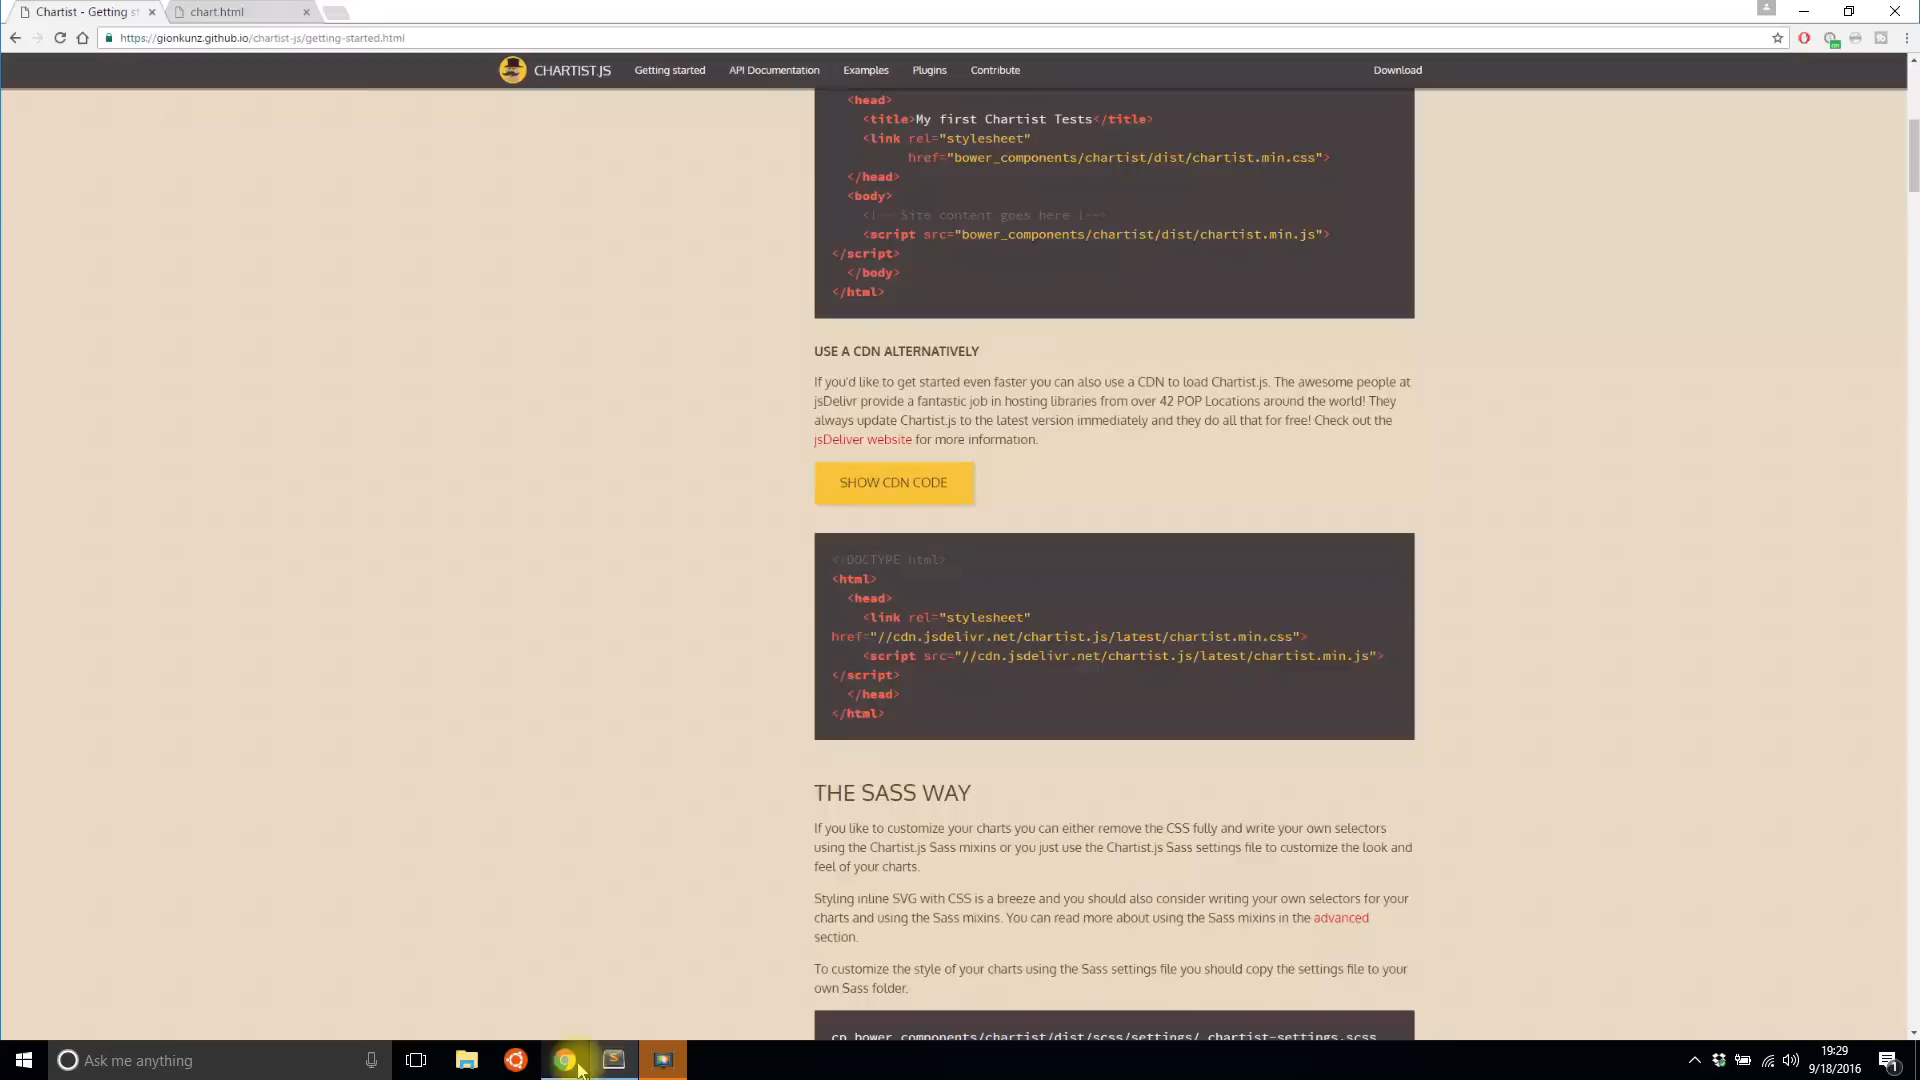 Chartist - Getting st
chart.html
https://gionkunz.github.io/chartist-js/getting-started.html
CHARTIST.JS Getting started API Documentation Examples Plugins Contribute Download
<head>
<title>My first Chartist Tests</title>
<link rel="stylesheet"
href="bower_components/chartist/dist/chartist.min.css">
</head>
<body>
<!-- Site content goes here !-->
<script src="bower_components/chartist/dist/chartist.min.js">
</script>
</body>
</html>
USE A CDN ALTERNATIVELY
If you'd like to get started even faster you can also use a CDN to load Chartist.js. The awesome people at
jsDelivr provide a fantastic job in hosting libraries from over 42 POP Locations around the world! They
always update Chartist.js to the latest version immediately and they do all that for free! Check out the
jsDeliver website for more information.
SHOW CDN CODE
<!DOCTYPE html>
<html>
<head>
<link rel="stylesheet"
href="//cdn.jsdelivr.net/chartist.js/latest/chartist.min.css">
<script src="//cdn.jsdelivr.net/chartist.js/latest/chartist.min.js">
</script>
</head>
</html>
THE SASS WAY
If you like to customize your charts you can either remove the CSS fully and write your own selectors
using the Chartist.js Sass mixins or you just use the Chartist.js Sass settings file to customize the look and
feel of your charts.
Styling inline SVG with CSS is a breeze and you should also consider writing your own selectors for your
charts and using the Sass mixins. You can read more about using the Sass mixins in the advanced
section.
To customize the style of your charts using the Sass settings file you should copy the settings file to your
own Sass folder.
cp bower_components/chartist/dist/scss/settings/_chartist-settings.scss
Ask me anything
19:29
9/18/2016
1